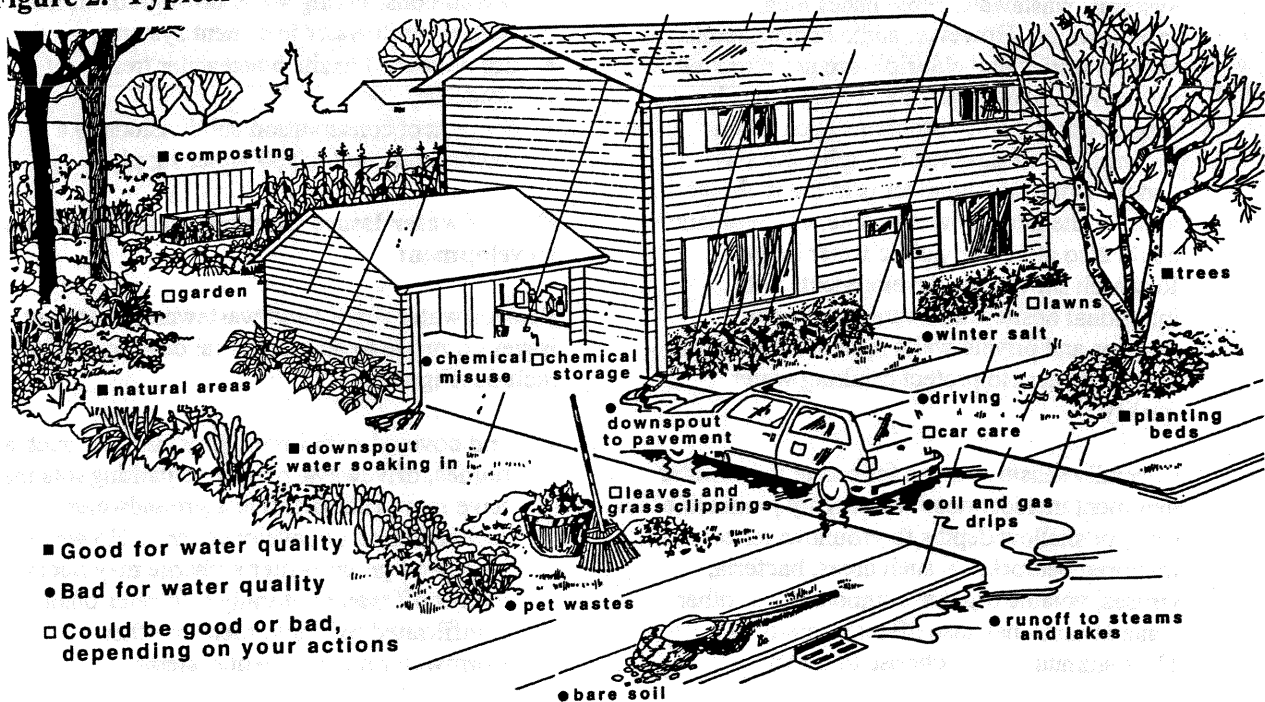 Figure 2. Typical
■ composting
□ garden
■ trees
□ lawns
● winter salt
● chemical misuse
□ chemical storage
■ natural areas
● driving
● downspout
to pavement
□ car care
■ planting
beds
■ downspout
water soaking in
□ leaves and
grass clippings
● oil and gas
drips
■ Good for water quality
● Bad for water quality
□ Could be good or bad,
depending on your actions
● pet wastes
● runoff to steams
and lakes
● bare soil